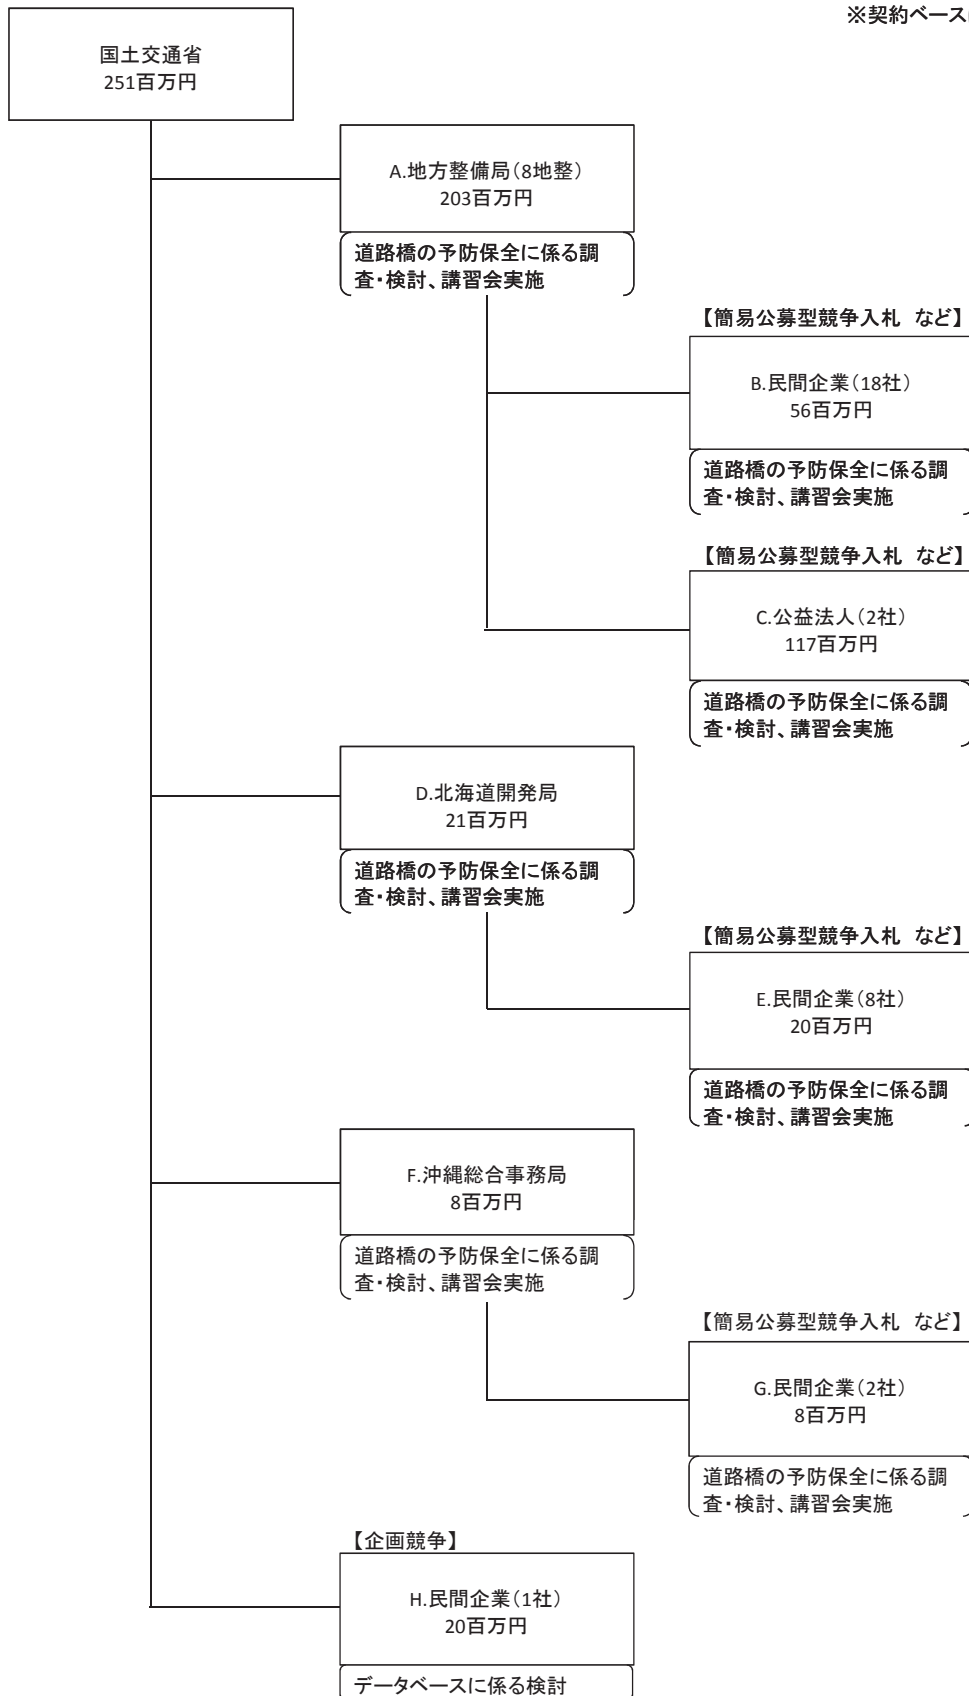 ※契約ベース
国土交通省
251百万円
A.地方整備局（8地整）
203百万円
道路橋の予防保全に係る調
査・検討、講習会実施
【簡易公募型競争入札 など】
B.民間企業（18社）
56百万円
道路橋の予防保全に係る調
査・検討、講習会実施
【簡易公募型競争入札 など】
C.公益法人（2社）
117百万円
道路橋の予防保全に係る調
査・検討、講習会実施
D.北海道開発局
21百万円
道路橋の予防保全に係る調
査・検討、講習会実施
【簡易公募型競争入札 など】
E.民間企業（8社）
20百万円
道路橋の予防保全に係る調
査・検討、講習会実施
F.沖縄総合事務局
8百万円
道路橋の予防保全に係る調
査・検討、講習会実施
【簡易公募型競争入札 など】
G.民間企業（2社）
8百万円
道路橋の予防保全に係る調
査・検討、講習会実施
【企画競争】
H.民間企業（1社）
20百万円
データベースに係る検討